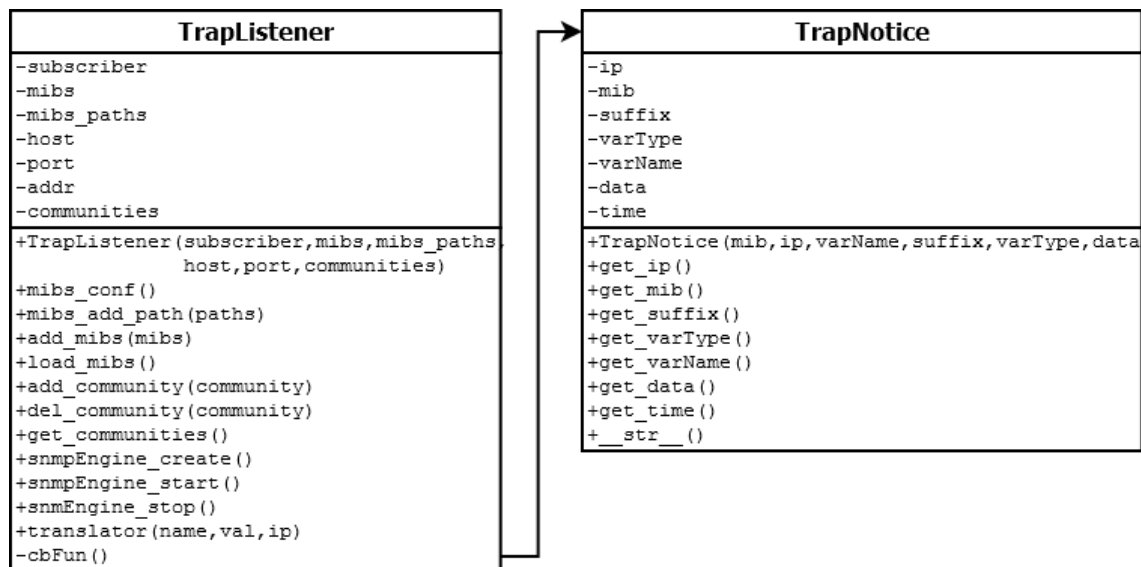 TrapListener
-subscriber
-mibs
-mibs_paths
-host
-port
-addr
-communities
+TrapListener(subscriber,mibs,mibs_paths,
host,port,communities)
+mibs_conf()
+mibs_add_path(paths)
+add_mibs(mibs)
+load_mibs()
+add_community(community)
+del_community(community)
+get_communities()
+snmpEngine_create()
+snmpEngine_start()
+snmEngine_stop()
+translator(name,val,ip)
-cbFun()
TrapNotice
-ip
-mib
-suffix
-varType
-varName
-data
-time
+TrapNotice(mib,ip,varName,suffix,varType,data
+get_ip()
+get_mib()
+get_suffix()
+get_varType()
+get_varName()
+get_data()
+get_time()
+__str__()